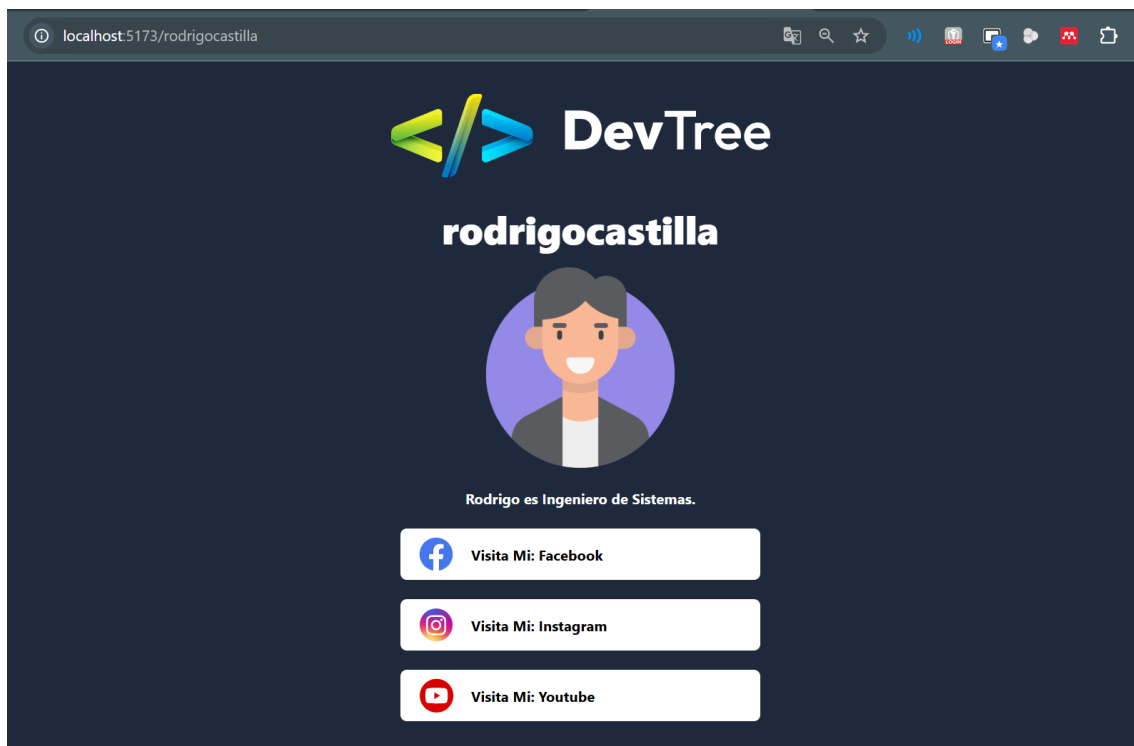 localhost:5173/rodrigocastilla
LOGIN
</> DevTree
rodrigocastilla
Rodrigo es Ingeniero de Sistemas.
Visita Mi: Facebook
Visita Mi: Instagram
Visita Mi: Youtube